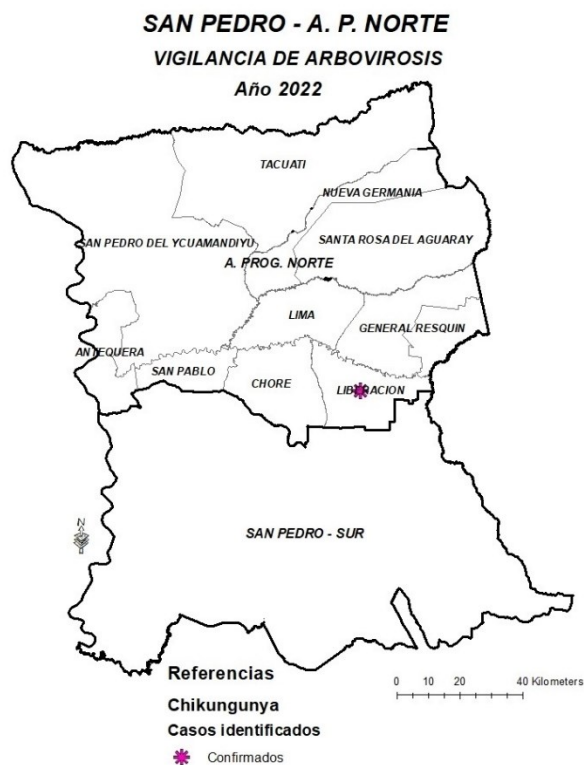 SAN PEDRO - A. P. NORTE
VIGILANCIA DE ARBOVIROSIS
Año 2022
TACUATI
NUEVA GERMANIA
SAN PEDRO DEL YCUAMANDIYU
SANTA ROSA DEL AGUARAY
A. PROG. NORTE
LIMA
GENERAL RESQUIN
ANTEQUERA
SAN PABLO
CHORE
LIBERACION
N
SAN PEDRO - SUR
Referencias
0 10 20 40 Kilometers
Chikungunya
Casos identificados
Confirmados